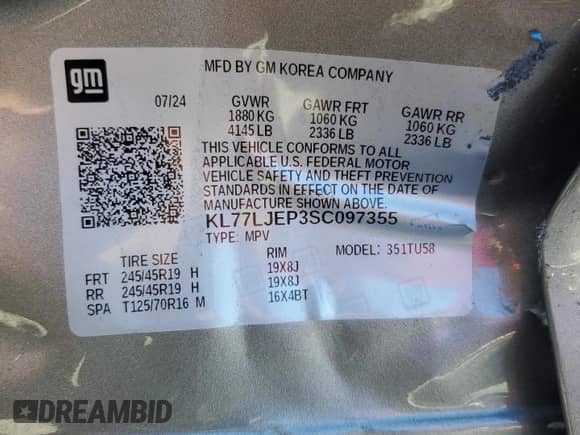 gm
MFD BY GM KOREA COMPANY
07/24 GVWR GAWR FRT GAWR RR
1880 KG 1060 KG 1060 KG
4145 LB 2336 LB 2336 LB
THIS VEHICLE CONFORMS TO ALL
APPLICABLE U.S. FEDERAL MOTOR
VEHICLE SAFETY AND THEFT PREVENTION
STANDARDS IN EFFECT ON THE DATE OF
MANUFACTURE SHOWN ABOVE.
KL77LJEP3SC097355
TYPE: MPV MODEL: 351TU58
TIRE SIZE RIM
FRT 245/45R19 H 19X8J
RR 245/45R19 H 19X8J
SPA T125/70R16 M 16X4BT
DREAMBID